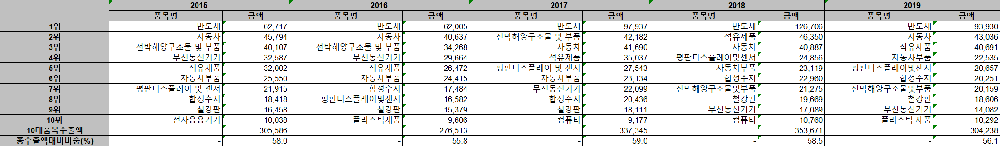 2015 2016 2017 2018 2019
품목명 금액 품목명 금액 품목명 금액 품목명 금액 품목명 금액
1위 반도체 62,717 반도체 62,005 반도체 97,937 반도체 126,706 반도체 93,930
2위 자동차 45,794 자동차 40,637 선박해양구조물 및 부품 42,182 석유제품 46,350 자동차 43,036
3위 선박해양구조물 및 부품 40,107 선박해양구조물 및 부품 34,268 자동차 41,690 자동차 40,887 석유제품 40,691
4위 무선통신기기 32,587 무선통신기기 29,664 석유제품 35,037 평판디스플레이및센서 24,856 자동차부품 22,535
5위 석유제품 32,002 석유제품 26,472 평판디스플레이 및 센서 27,543 자동차부품 23,119 평판디스플레이및센서 20,657
6위 자동차부품 25,550 자동차부품 24,415 자동차부품 23,134 합성수지 22,960 합성수지 20,251
7위 평판디스플레이 및 센서 21,915 합성수지 17,484 무선통신기기 22,099 선박해양구조물및부품 21,275 선박해양구조물및부품 20,159
8위 합성수지 18,418 평판디스플레이및센서 16,582 합성수지 20,436 철강판 19,669 철강판 18,606
9위 철강판 16,458 철강판 15,379 철강판 18,111 무선통신기기 17,089 무선통신기기 14,082
10위 전자응용기기 10,038 플라스틱제품 9,606 컴퓨터 9,177 컴퓨터 10,760 플라스틱 제품 10,292
10대품목수출액 - 305,586 - 276,513 - 337,345 - 353,671 - 304,238
총수출액대비비중(%) - 58.0 - 55.8 - 59.0 - 58.5 - 56.1